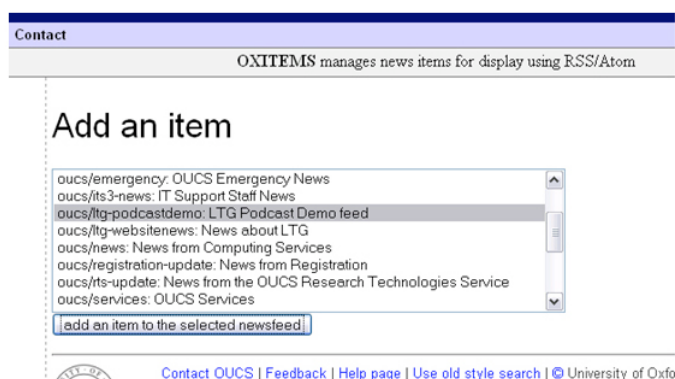 Contact
OXITEMS manages news items for display using RSS/Atom
Add an item
oucs/emergency: OUCS Emergency News
oucs/its3-news: IT Support Staff News
oucs/ltg-podcastdemo: LTG Podcast Demo feed
oucs/ltg-websitenews: News about LTG
oucs/news: News from Computing Services
oucs/registration-update: News from Registration
oucs/rts-update: News from the OUCS Research Technologies Service
oucs/services: OUCS Services
add an item to the selected newsfeed
Contact OUCS | Feedback | Help page | Use old style search | © University of Oxfo